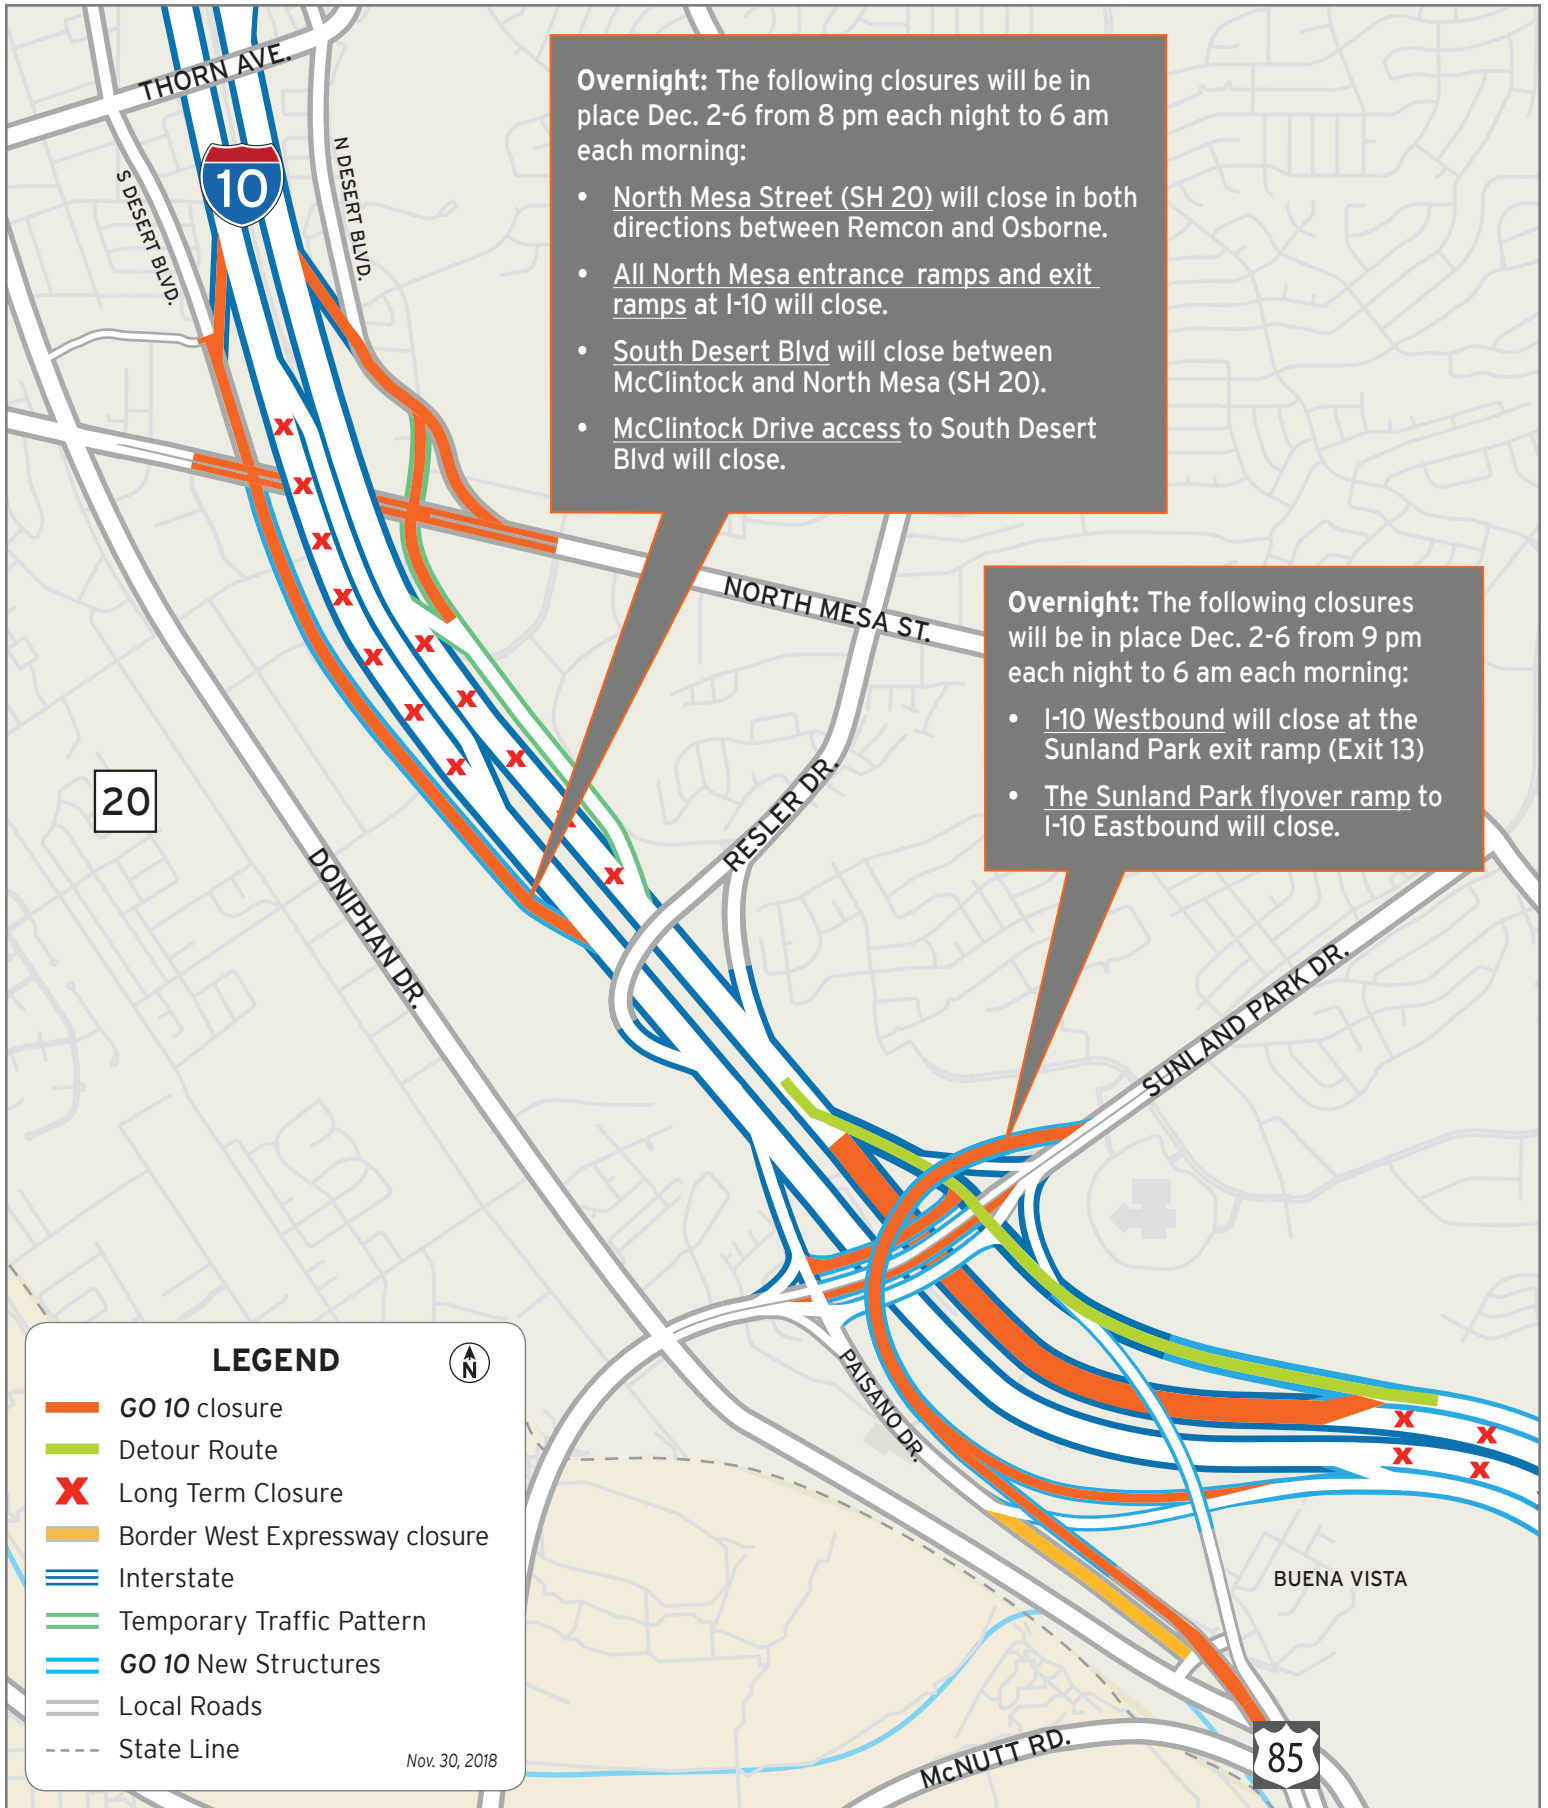 THORN AVE.
S DESERT BLVD.
N DESERT BLVD.
10
Overnight: The following closures will be in
place Dec. 2-6 from 8 pm each night to 6 am
each morning:
• North Mesa Street (SH 20) will close in both
directions between Remcon and Osborne.
• All North Mesa entrance ramps and exit
ramps at I-10 will close.
• South Desert Blvd will close between
McClintock and North Mesa (SH 20).
• McClintock Drive access to South Desert
Blvd will close.
NORTH MESA ST.
Overnight: The following closures
will be in place Dec. 2-6 from 9 pm
each night to 6 am each morning:
• I-10 Westbound will close at the
Sunland Park exit ramp (Exit 13)
• The Sunland Park flyover ramp to
I-10 Eastbound will close.
20
RESLER DR.
DONIPHAN DR.
SUNLAND PARK DR.
PAISANO DR.
BUENA VISTA
McNUTT RD.
85
LEGEND
N
GO 10 closure
Detour Route
X Long Term Closure
Border West Expressway closure
Interstate
Temporary Traffic Pattern
GO 10 New Structures
Local Roads
State Line
Nov. 30, 2018